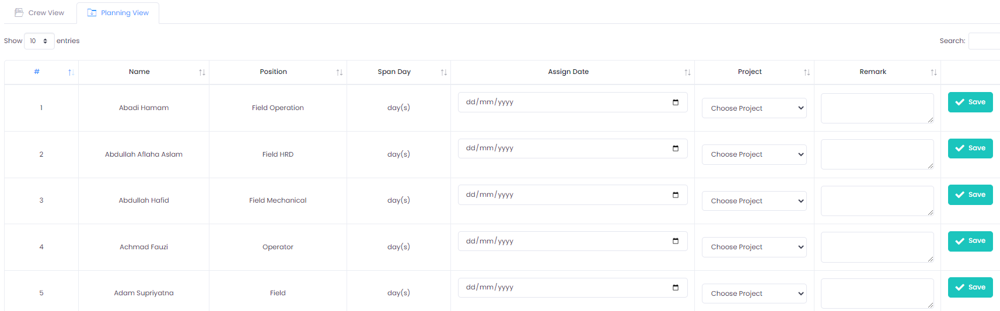 Crew View Planning View
Show 10 entries Search:
# Name Position Span Day Assign Date Project Remark
1 Abadi Hamam Field Operation day(s) dd/mm/yyyy Choose Project Save
2 Abdullah Aflaha Aslam Field HRD day(s) dd/mm/yyyy Choose Project Save
3 Abdullah Hafid Field Mechanical day(s) dd/mm/yyyy Choose Project Save
4 Achmad Fauzi Operator day(s) dd/mm/yyyy Choose Project Save
5 Adam Supriyatna Field day(s) dd/mm/yyyy Choose Project Save